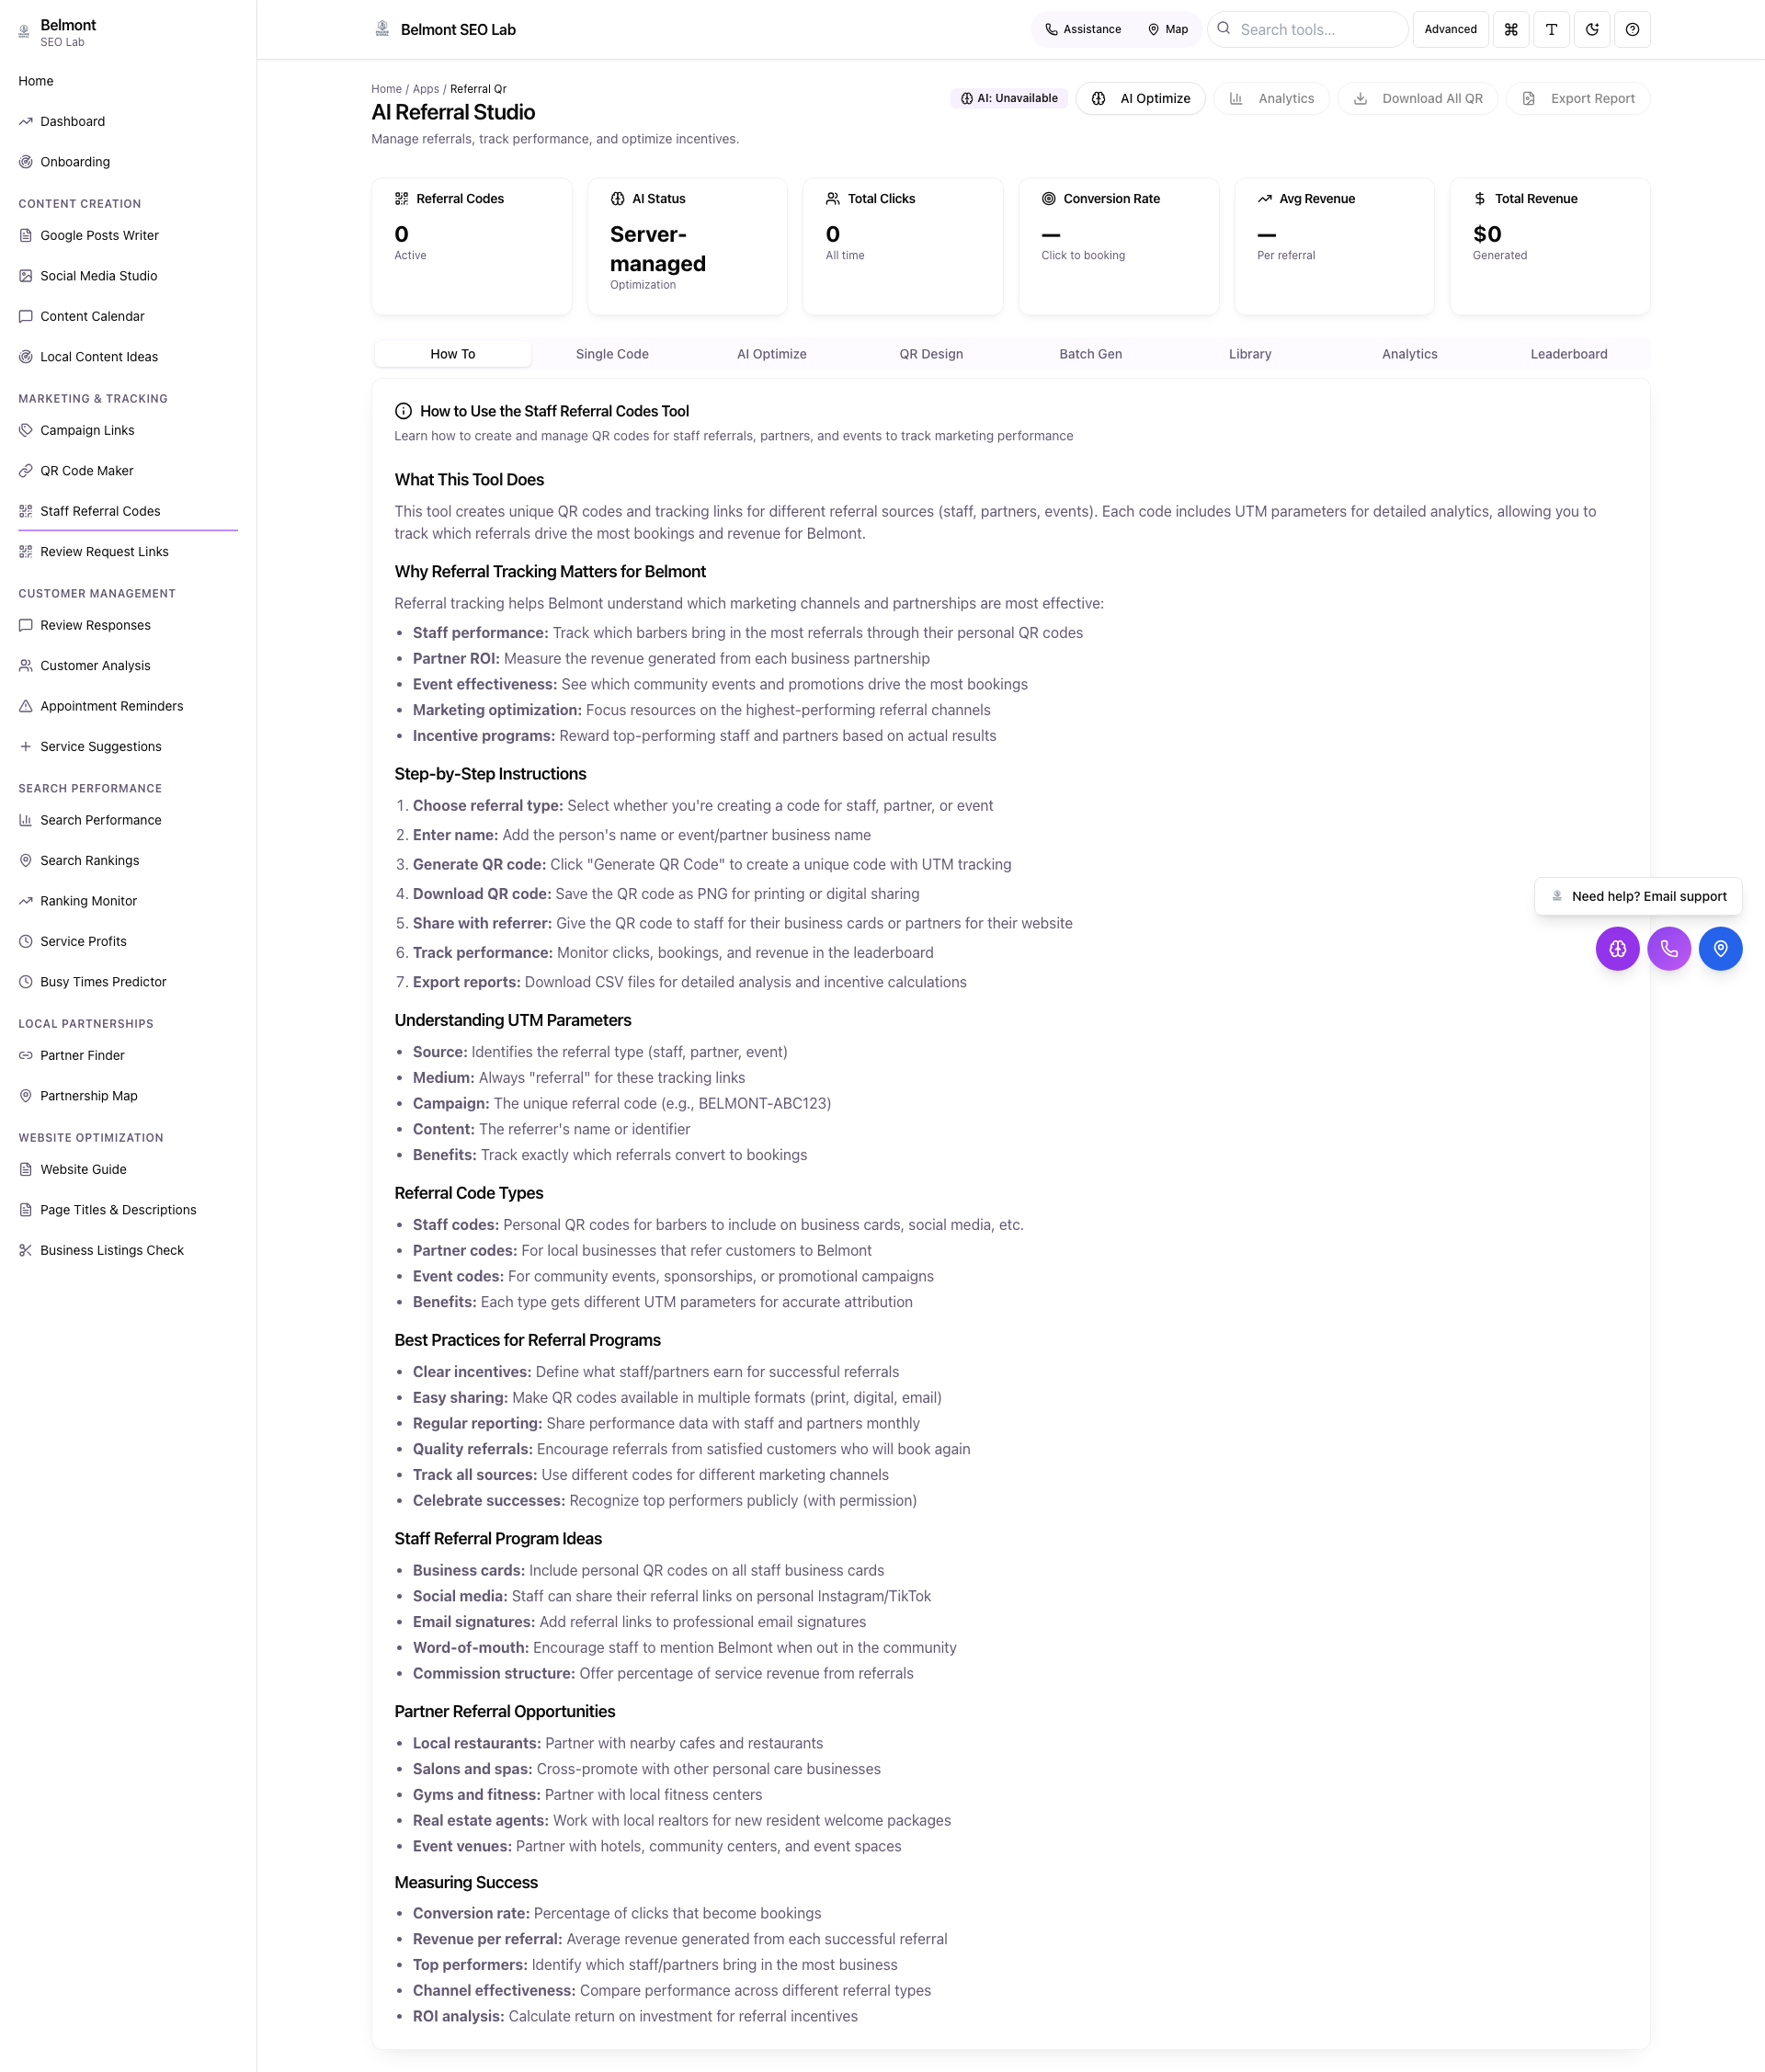 Belmont
SEO Lab
Home
Dashboard
Onboarding
CONTENT CREATION
Google Posts Writer
Social Media Studio
Content Calendar
Local Content Ideas
MARKETING & TRACKING
Campaign Links
QR Code Maker
Staff Referral Codes
Review Request Links
CUSTOMER MANAGEMENT
Review Responses
Customer Analysis
Appointment Reminders
Service Suggestions
SEARCH PERFORMANCE
Search Performance
Search Rankings
Ranking Monitor
Service Profits
Busy Times Predictor
LOCAL PARTNERSHIPS
Partner Finder
Partnership Map
WEBSITE OPTIMIZATION
Website Guide
Page Titles & Descriptions
Business Listings Check
Belmont SEO Lab
Assistance
Map
Search tools...
Advanced
Home / Apps / Referral Qr
AI Referral Studio
Manage referrals, track performance, and optimize incentives.
AI: Unavailable
AI Optimize
Analytics
Download All QR
Export Report
Referral Codes
0
Active
AI Status
Server-
managed
Optimization
Total Clicks
0
All time
Conversion Rate
—
Click to booking
Avg Revenue
—
Per referral
Total Revenue
$0
Generated
How To
Single Code
AI Optimize
QR Design
Batch Gen
Library
Analytics
Leaderboard
How to Use the Staff Referral Codes Tool
Learn how to create and manage QR codes for staff referrals, partners, and events to track marketing performance
What This Tool Does
This tool creates unique QR codes and tracking links for different referral sources (staff, partners, events). Each code includes UTM parameters for detailed analytics, allowing you to
track which referrals drive the most bookings and revenue for Belmont.
Why Referral Tracking Matters for Belmont
Referral tracking helps Belmont understand which marketing channels and partnerships are most effective:
• Staff performance: Track which barbers bring in the most referrals through their personal QR codes
• Partner ROI: Measure the revenue generated from each business partnership
• Event effectiveness: See which community events and promotions drive the most bookings
• Marketing optimization: Focus resources on the highest-performing referral channels
• Incentive programs: Reward top-performing staff and partners based on actual results
Step-by-Step Instructions
1. Choose referral type: Select whether you're creating a code for staff, partner, or event
2. Enter name: Add the person's name or event/partner business name
3. Generate QR code: Click "Generate QR Code" to create a unique code with UTM tracking
4. Download QR code: Save the QR code as PNG for printing or digital sharing
5. Share with referrer: Give the QR code to staff for their business cards or partners for their website
6. Track performance: Monitor clicks, bookings, and revenue in the leaderboard
7. Export reports: Download CSV files for detailed analysis and incentive calculations
Understanding UTM Parameters
• Source: Identifies the referral type (staff, partner, event)
• Medium: Always "referral" for these tracking links
• Campaign: The unique referral code (e.g., BELMONT-ABC123)
• Content: The referrer's name or identifier
• Benefits: Track exactly which referrals convert to bookings
Referral Code Types
• Staff codes: Personal QR codes for barbers to include on business cards, social media, etc.
• Partner codes: For local businesses that refer customers to Belmont
• Event codes: For community events, sponsorships, or promotional campaigns
• Benefits: Each type gets different UTM parameters for accurate attribution
Best Practices for Referral Programs
• Clear incentives: Define what staff/partners earn for successful referrals
• Easy sharing: Make QR codes available in multiple formats (print, digital, email)
• Regular reporting: Share performance data with staff and partners monthly
• Quality referrals: Encourage referrals from satisfied customers who will book again
• Track all sources: Use different codes for different marketing channels
• Celebrate successes: Recognize top performers publicly (with permission)
Staff Referral Program Ideas
• Business cards: Include personal QR codes on all staff business cards
• Social media: Staff can share their referral links on personal Instagram/TikTok
• Email signatures: Add referral links to professional email signatures
• Word-of-mouth: Encourage staff to mention Belmont when out in the community
• Commission structure: Offer percentage of service revenue from referrals
Partner Referral Opportunities
• Local restaurants: Partner with nearby cafes and restaurants
• Salons and spas: Cross-promote with other personal care businesses
• Gyms and fitness: Partner with local fitness centers
• Real estate agents: Work with local realtors for new resident welcome packages
• Event venues: Partner with hotels, community centers, and event spaces
Measuring Success
• Conversion rate: Percentage of clicks that become bookings
• Revenue per referral: Average revenue generated from each successful referral
• Top performers: Identify which staff/partners bring in the most business
• Channel effectiveness: Compare performance across different referral types
• ROI analysis: Calculate return on investment for referral incentives
Need help? Email support